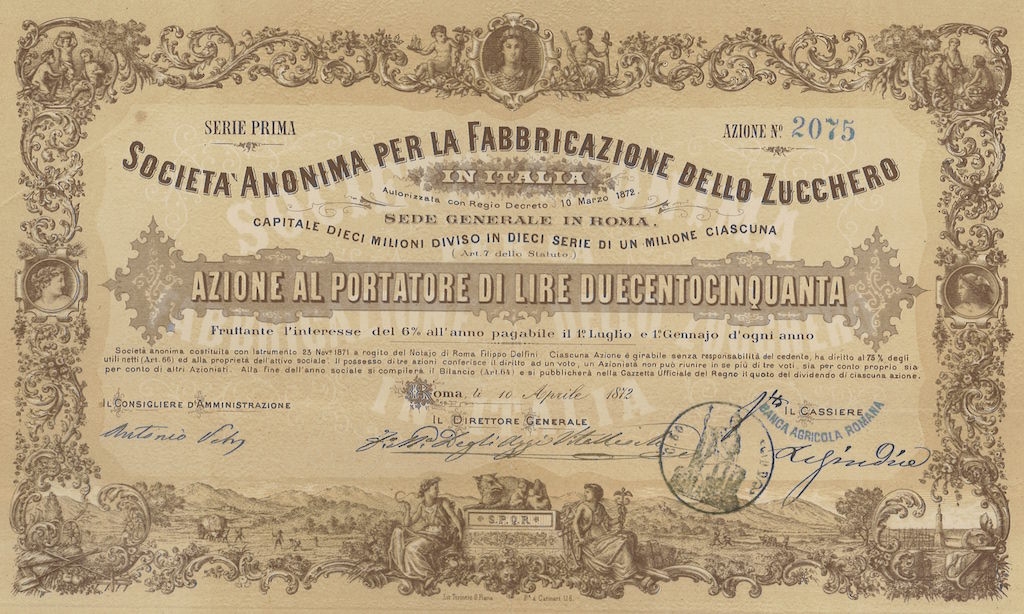 SERIE PRIMA
AZIONE Nº 2075
SOCIETA' ANONIMA PER LA FABBRICAZIONE DELLO ZUCCHERO
IN ITALIA
Autorizzata con Regio Decreto 10 Marzo 1872.
SEDE GENERALE IN ROMA.
CAPITALE DIECI MILIONI DIVISO IN DIECI SERIE DI UN MILIONE CIASCUNA
(Art. 7 dello Statuto.)
AZIONE AL PORTATORE DI LIRE DUECENTOCINQUANTA
Fruttante l'interesse del 6% all'anno pagabile il 1º Luglio e 1º Gennajo d'ogni anno
Società anonima costituita con Istrumento 23 Novº 1871 a rogito del Notajo di Roma Filippo Delfini Ciascuna Azione è girabile senza responsabilità del cedente, ha diritto al 75% degli
utili netti (Art. 66) ed alla proprietà dell'attivo sociale. Il possesso di tre azioni conferisce il diritto ad un voto, un Azionista non può riunire in se più di tre voti, sia per conto proprio sia
per conto di altri Azionisti. Alla fine dell'anno sociale si compilerà il Bilancio (Art. 64) e si pubblicherà nella Gazzetta Ufficiale del Regno il quoto del dividendo di ciascuna azione.
Roma, li 10 Aprile 1872
IL CONSIGLIERE D'AMMINISTRAZIONE
IL DIRETTORE GENERALE
IL CASSIERE
BANCA AGRICOLA ROMANA
Antonio
S.P.Q.R.